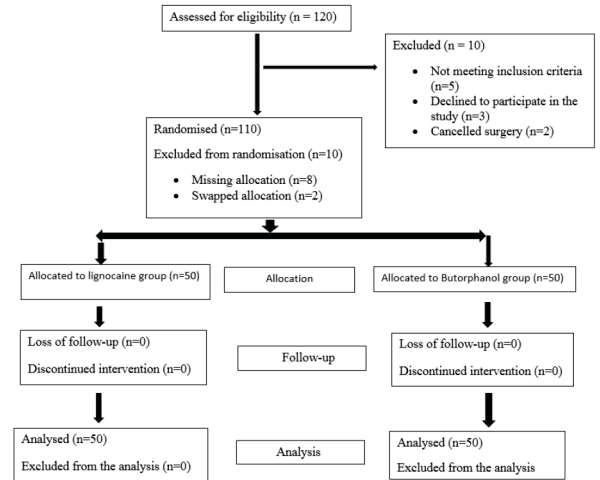 Assessed for eligibility (n = 120)
Excluded (n = 10)
• Not meeting inclusion criteria
(n=5)
• Declined to participate in the
study (n=3)
• Cancelled surgery (n=2)
Randomised (n=110)
Excluded from randomisation (n=10)
• Missing allocation (n=8)
• Swapped allocation (n=2)
Allocated to lignocaine group (n=50)
Allocation
Allocated to Butorphanol group (n=50)
Loss of follow-up (n=0)
Discontinued intervention (n=0)
Follow-up
Loss of follow-up (n=0)
Discontinued intervention (n=0)
Analysed (n=50)
Excluded from the analysis (n=0)
Analysis
Analysed (n=50)
Excluded from the analysis